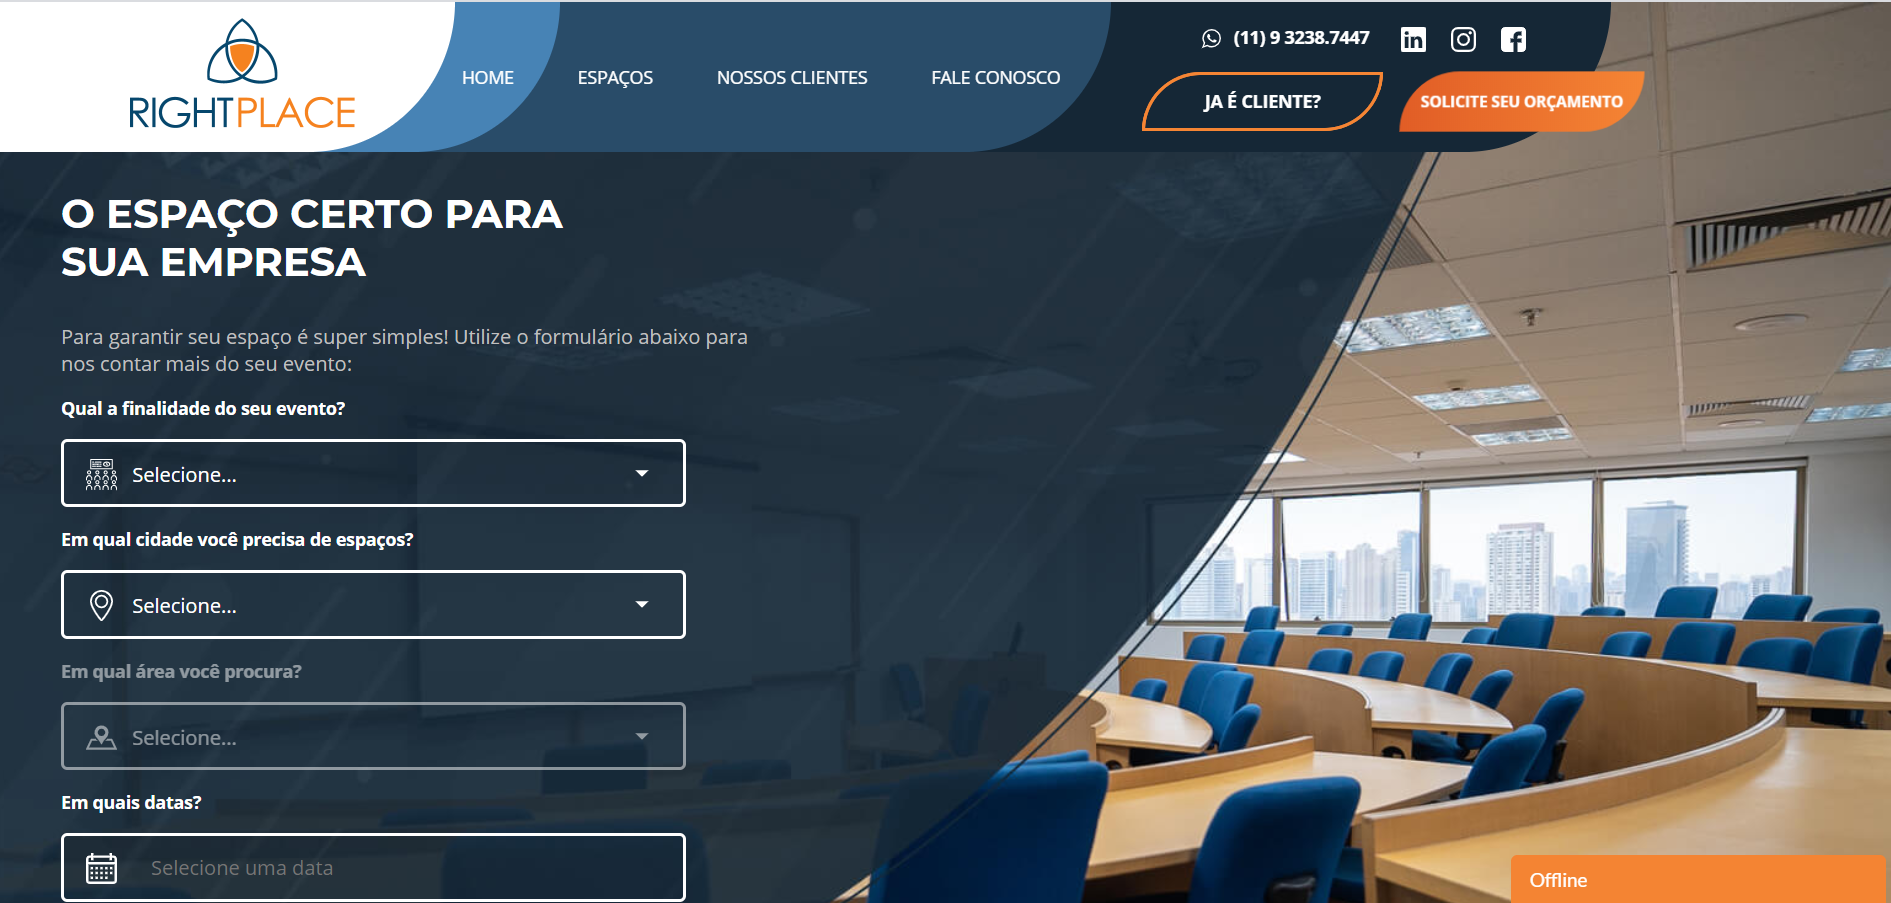 RIGHTPLACE
HOME
ESPAÇOS
NOSSOS CLIENTES
FALE CONOSCO
(11) 9 3238.7447
JA É CLIENTE?
SOLICITE SEU ORÇAMENTO
O ESPAÇO CERTO PARA
SUA EMPRESA
Para garantir seu espaço é super simples! Utilize o formulário abaixo para
nos contar mais do seu evento:
Qual a finalidade do seu evento?
Selecione...
Em qual cidade você precisa de espaços?
Selecione...
Em qual área você procura?
Selecione...
Em quais datas?
Selecione uma data
Offline